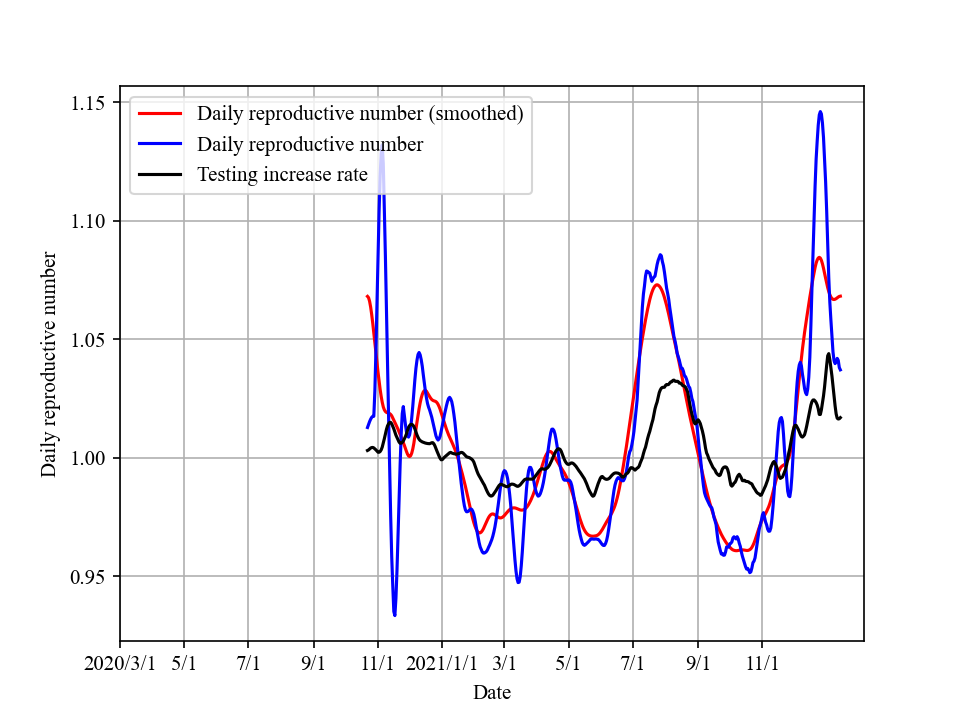 Daily reproductive number (smoothed)
Daily reproductive number
Testing increase rate
Daily reproductive number
1.15
1.10
1.05
1.00
0.95
2020/3/1 5/1 7/1 9/1 11/1 2021/1/1 3/1 5/1 7/1 9/1 11/1
Date